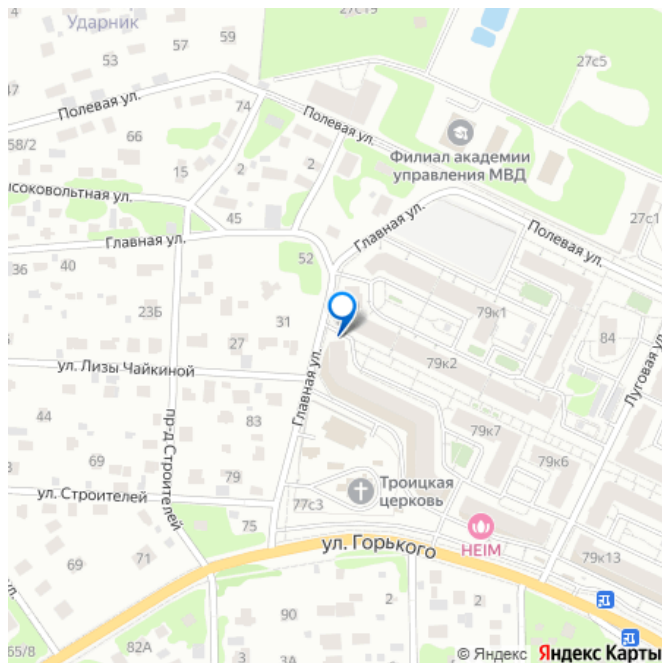 27с19
Ударник
59
57
53
27с5
47
Полевая ул.
74
Полевая ул.
58/2
66
Филиал академии
управления МВД
15
2
2
ысоковольтная ул.
45
27с1
Главная ул.
Полевая ул.
Главная ул.
52
36
40
23Б
79к1
31
27
84
79к2
ул. Лизы Чайкиной
Главная ул.
Луговая ул.
44
пр-д Строителей
83
79к7
79к6
69
79
Троицкая
церковь
ул. Строителей
77с3
75
ул. Горького
HEIM
71
79к13
69
90
2
2
65/8
82А
3А
© Яндекс Яндекс Карты